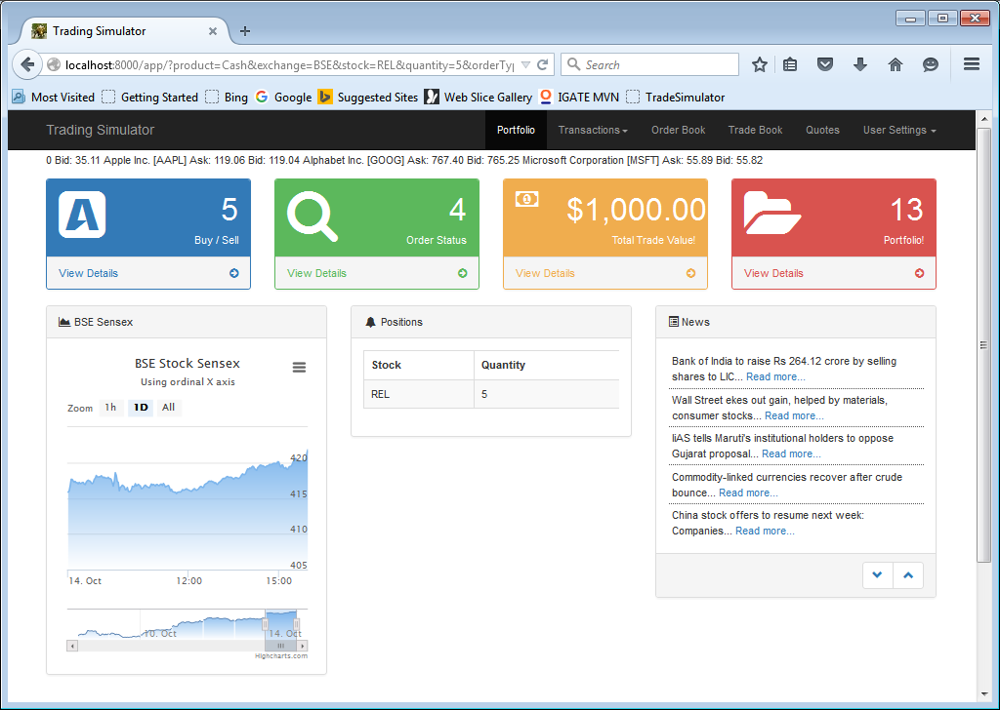 Trading Simulator
localhost:8000/app/?product=Cash&exchange=BSE&stock=REL&quantity=5&orderTyp
Search
Most Visited Getting Started Bing Google Suggested Sites Web Slice Gallery IGATE MVN TradeSimulator
Trading Simulator Portfolio Transactions Order Book Trade Book Quotes User Settings
0 Bid: 35.11 Apple Inc. [AAPL] Ask: 119.06 Bid: 119.04 Alphabet Inc. [GOOG] Ask: 767.40 Bid: 765.25 Microsoft Corporation [MSFT] Ask: 55.89 Bid: 55.82
5
Buy / Sell
View Details
4
Order Status
View Details
$1,000.00
Total Trade Value!
View Details
13
Portfolio!
View Details
BSE Sensex
BSE Stock Sensex
Using ordinal X axis
Zoom 1h 1D All
420
415
410
405
14. Oct 12:00 15:00
10. Oct 14. Oct
Highcharts.com
Positions
Stock Quantity
REL 5
News
Bank of India to raise Rs 264.12 crore by selling
shares to LIC... Read more...
Wall Street ekes out gain, helped by materials,
consumer stocks... Read more...
IiAS tells Maruti's institutional holders to oppose
Gujarat proposal... Read more...
Commodity-linked currencies recover after crude
bounce... Read more...
China stock offers to resume next week:
Companies... Read more...